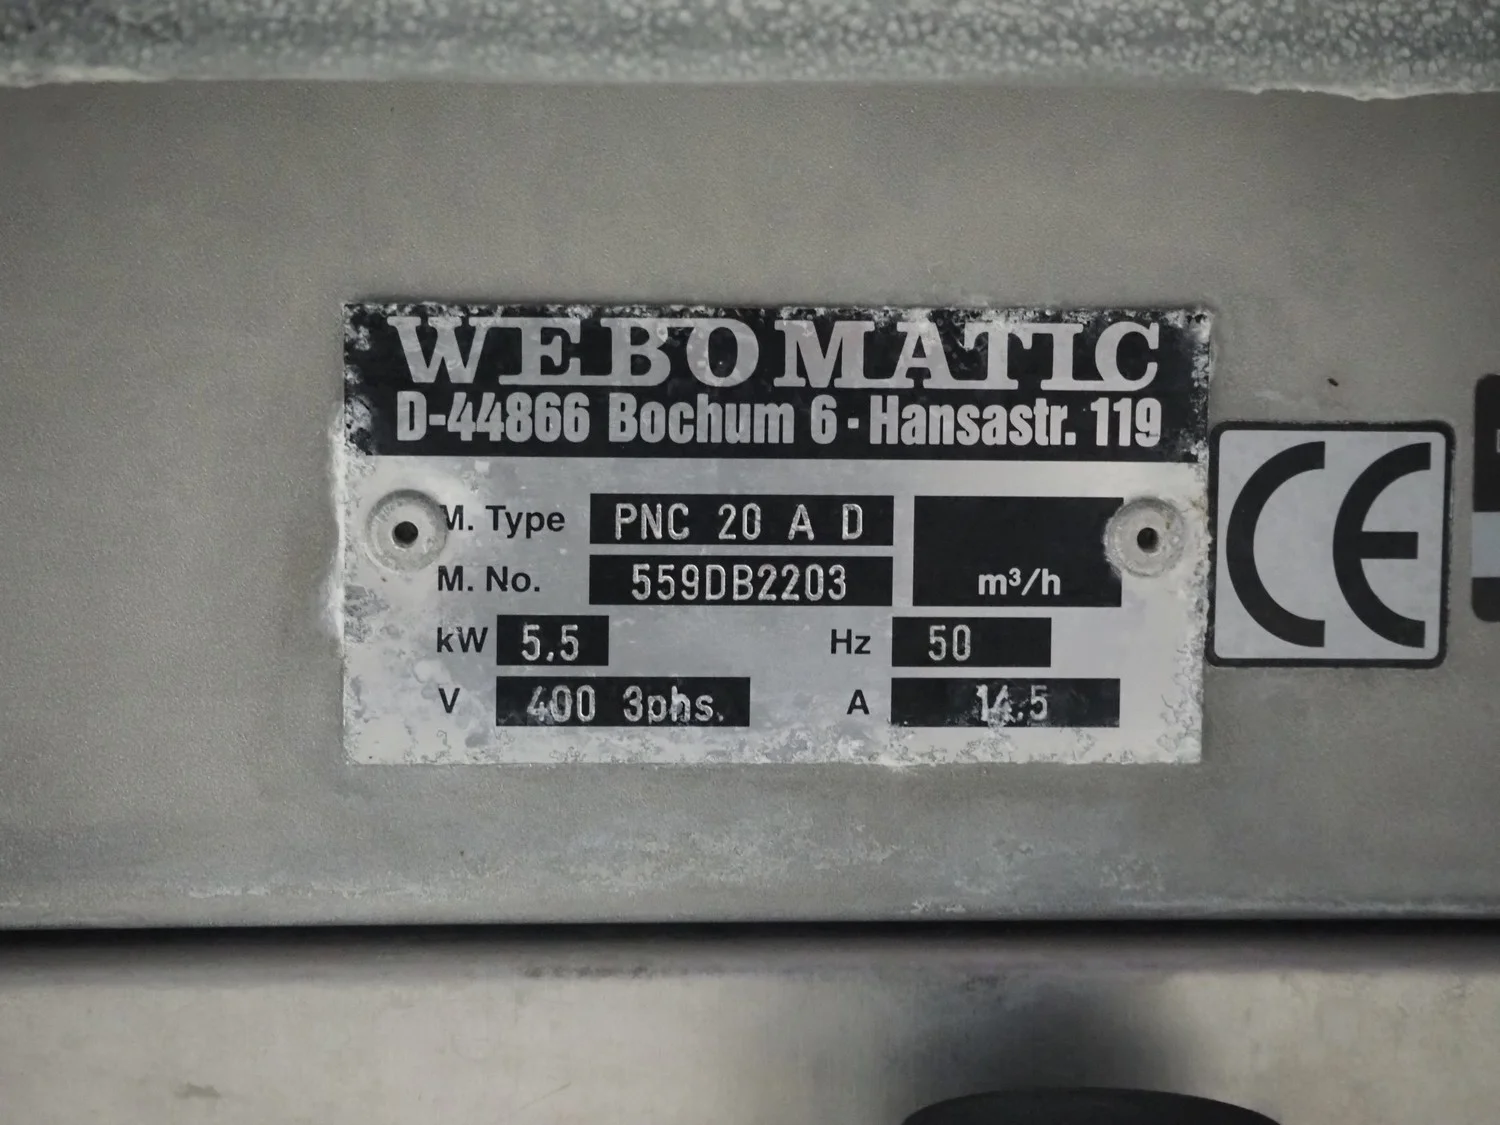 WEBOMATIC
D-44866 Bochum 6 · Hansastr. 119
M. Type PNC 20 A D
M. No. 559DB2203 m³/h
kW 5.5 Hz 50
V 400 3phs. A 14.5
CE